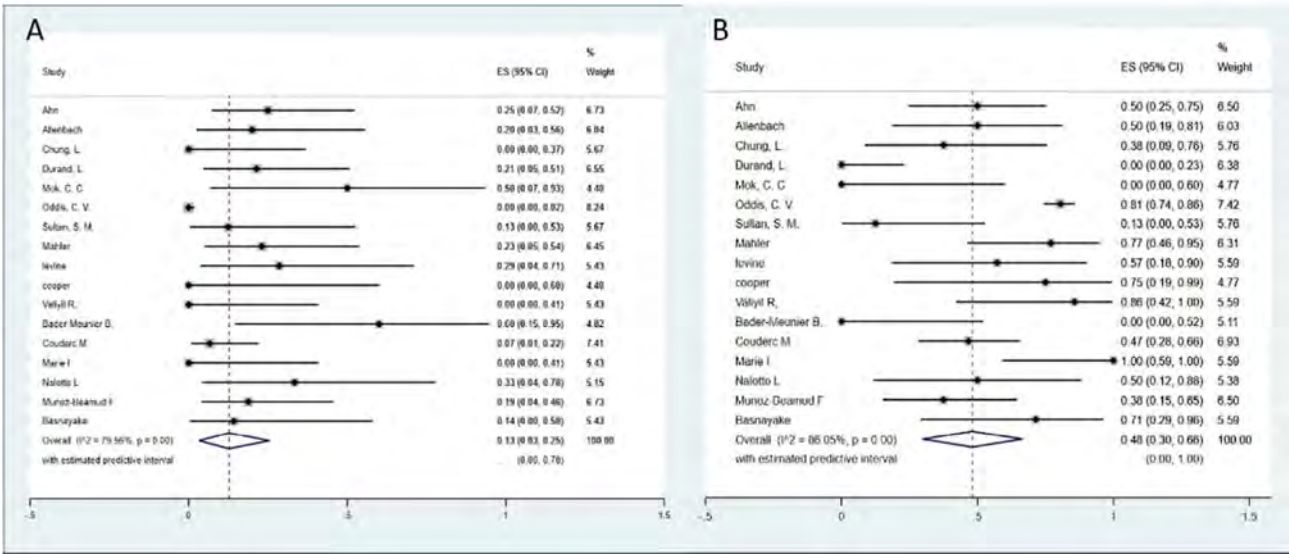 A
%
Study ES (95% CI) Weight
Ahn 0.25 (0.07, 0.52) 6.73
Allenbach 0.20 (0.03, 0.56) 6.04
Chung, L. 0.00 (0.00, 0.37) 5.67
Durand, L. 0.21 (0.05, 0.51) 6.55
Mok, C. C 0.50 (0.07, 0.93) 4.40
Oddis, C. V. 0.00 (0.00, 0.02) 8.24
Sultan, S. M. 0.13 (0.00, 0.53) 5.67
Mahler 0.23 (0.05, 0.54) 6.45
levine 0.29 (0.04, 0.71) 5.43
cooper 0.00 (0.00, 0.60) 4.40
Valiyil R, 0.00 (0.00, 0.41) 5.43
Bader-Meunier B. 0.60 (0.15, 0.95) 4.82
Couderc M 0.07 (0.01, 0.22) 7.41
Marie I 0.00 (0.00, 0.41) 5.43
Nalotto L 0.33 (0.04, 0.78) 5.15
Munoz-Beamud F 0.19 (0.04, 0.46) 6.73
Basnayake 0.14 (0.00, 0.58) 5.43
Overall (I^2 = 79.56%, p = 0.00) 0.13 (0.03, 0.25) 100.00
with estimated predictive interval (0.00, 0.70)
-.5 0 .5 1 1.5
B
%
Study ES (95% CI) Weight
Ahn 0.50 (0.25, 0.75) 6.50
Allenbach 0.50 (0.19, 0.81) 6.03
Chung, L. 0.38 (0.09, 0.76) 5.76
Durand, L. 0.00 (0.00, 0.23) 6.38
Mok, C. C 0.00 (0.00, 0.60) 4.77
Oddis, C. V. 0.81 (0.74, 0.86) 7.42
Sultan, S. M. 0.13 (0.00, 0.53) 5.76
Mahler 0.77 (0.46, 0.95) 6.31
levine 0.57 (0.18, 0.90) 5.59
cooper 0.75 (0.19, 0.99) 4.77
Valiyil R, 0.86 (0.42, 1.00) 5.59
Bader-Meunier B. 0.00 (0.00, 0.52) 5.11
Couderc M 0.47 (0.28, 0.66) 6.93
Marie I 1.00 (0.59, 1.00) 5.59
Nalotto L 0.50 (0.12, 0.88) 5.38
Munoz-Beamud F 0.38 (0.15, 0.65) 6.50
Basnayake 0.71 (0.29, 0.96) 5.59
Overall (I^2 = 86.05%, p = 0.00) 0.48 (0.30, 0.66) 100.00
with estimated predictive interval (0.00, 1.00)
-.5 0 .5 1 1.5